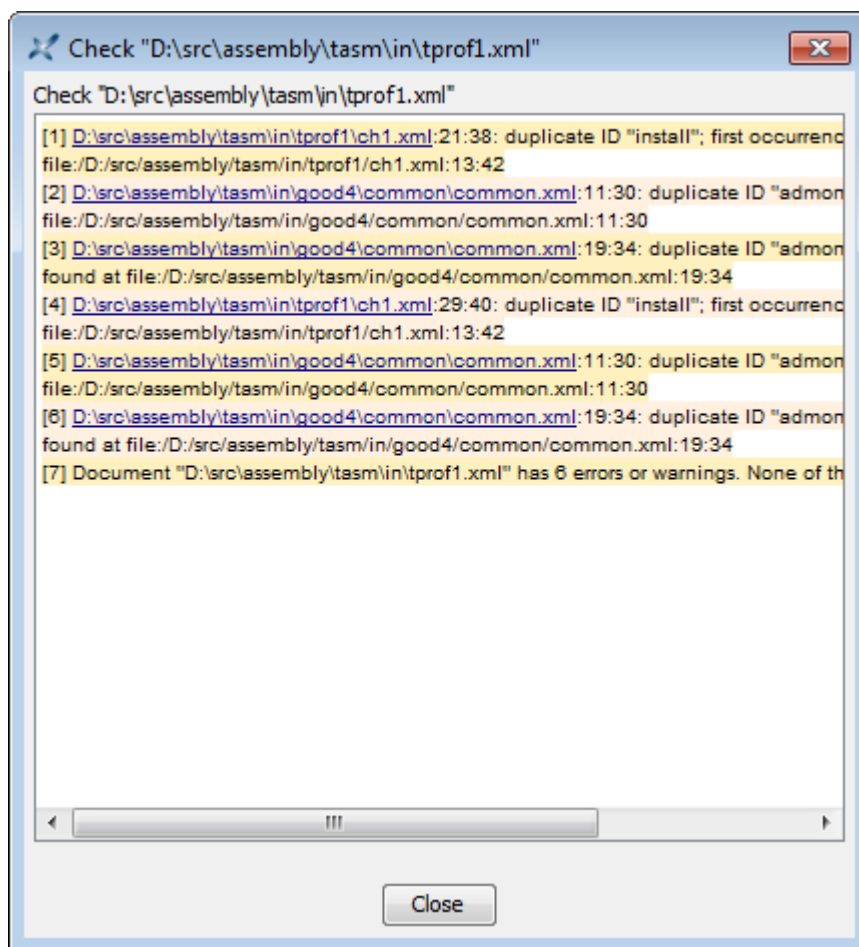 Check "D:\src\assembly\tasm\in\tprof1.xml"
Check "D:\src\assembly\tasm\in\tprof1.xml"
[1] D:\src\assembly\tasm\in\tprof1\ch1.xml:21:38: duplicate ID "install"; first occurrenc
file:/D:/src/assembly/tasm/in/tprof1/ch1.xml:13:42
[2] D:\src\assembly\tasm\in\good4\common\common.xml:11:30: duplicate ID "admon
file:/D:/src/assembly/tasm/in/good4/common/common.xml:11:30
[3] D:\src\assembly\tasm\in\good4\common\common.xml:19:34: duplicate ID "admon
found at file:/D:/src/assembly/tasm/in/good4/common/common.xml:19:34
[4] D:\src\assembly\tasm\in\tprof1\ch1.xml:29:40: duplicate ID "install"; first occurrenc
file:/D:/src/assembly/tasm/in/tprof1/ch1.xml:13:42
[5] D:\src\assembly\tasm\in\good4\common\common.xml:11:30: duplicate ID "admon
file:/D:/src/assembly/tasm/in/good4/common/common.xml:11:30
[6] D:\src\assembly\tasm\in\good4\common\common.xml:19:34: duplicate ID "admon
found at file:/D:/src/assembly/tasm/in/good4/common/common.xml:19:34
[7] Document "D:\src\assembly\tasm\in\tprof1.xml" has 6 errors or warnings. None of th
Close